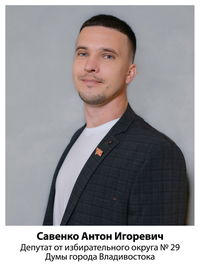 Савенко Антон Игоревич
Депутат от избирательного округа № 29
Думы города Владивостока